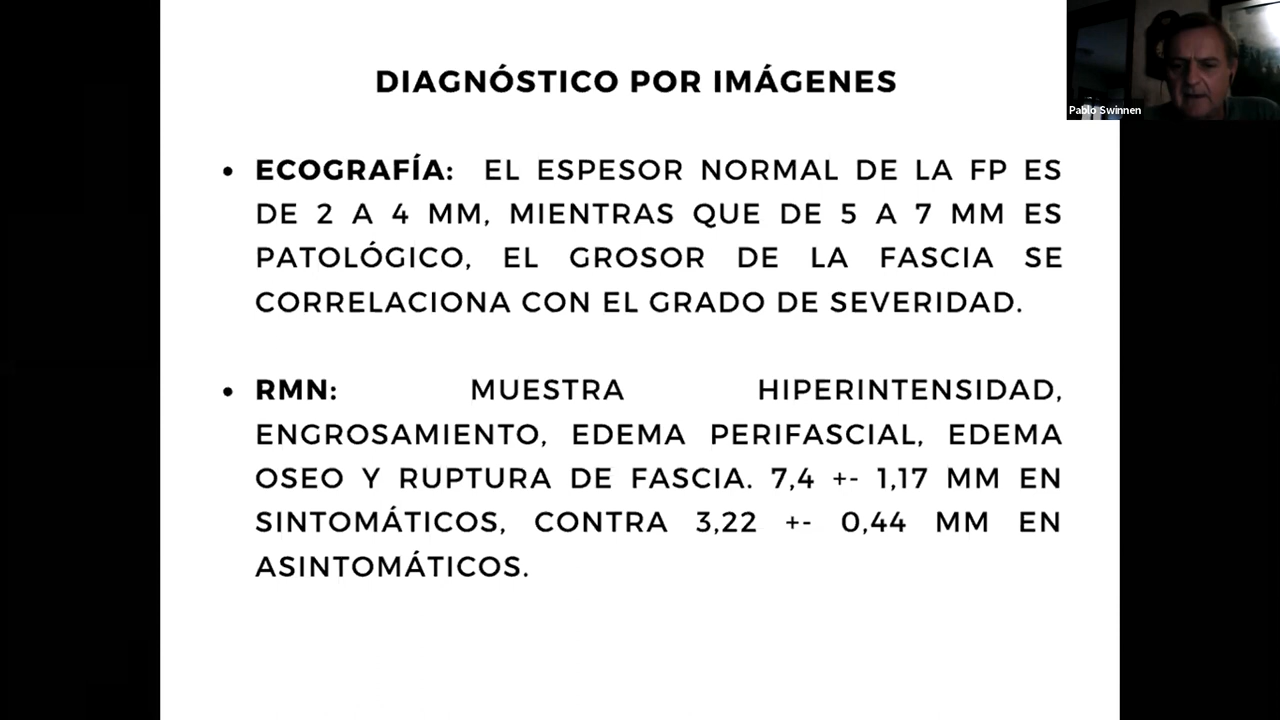 DIAGNÓSTICO POR IMÁGENES
Pablo Swinnen
• ECOGRAFÍA: EL ESPESOR NORMAL DE LA FP ES
DE 2 A 4 MM, MIENTRAS QUE DE 5 A 7 MM ES
PATOLÓGICO, EL GROSOR DE LA FASCIA SE
CORRELACIONA CON EL GRADO DE SEVERIDAD.
• RMN: MUESTRA HIPERINTENSIDAD,
ENGROSAMIENTO, EDEMA PERIFASCIAL, EDEMA
OSEO Y RUPTURA DE FASCIA. 7,4 +- 1,17 MM EN
SINTOMÁTICOS, CONTRA 3,22 +- 0,44 MM EN
ASINTOMÁTICOS.